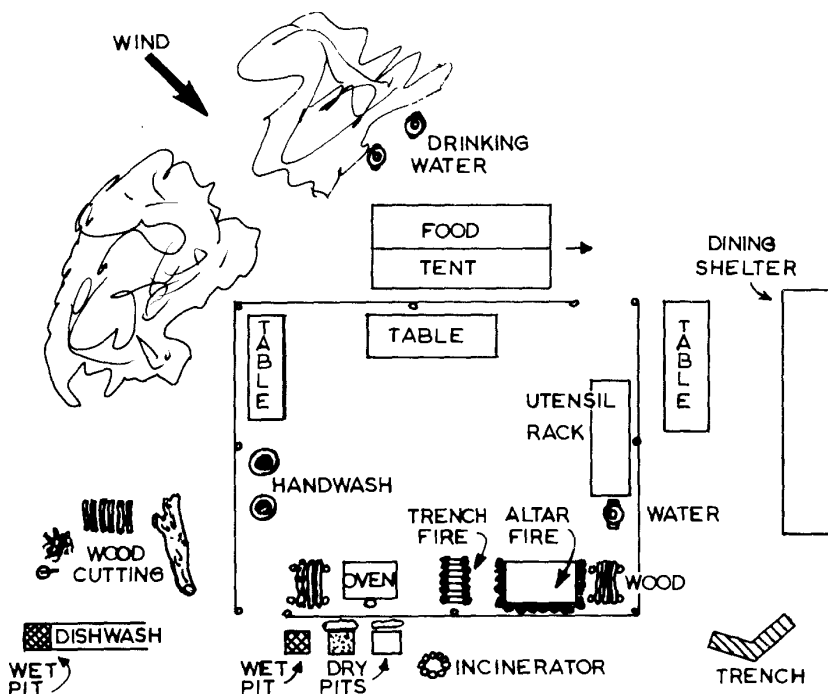 WIND
DRINKING
WATER
FOOD
TENT
DINING
SHELTER
TABLE
TABLE
TABLE
UTENSIL
RACK
HANDWASH
TRENCH
FIRE
ALTAR
FIRE
WATER
WOOD
CUTTING
OVEN
WOOD
DISHWASH
WET
PIT
WET
PIT
DRY
PITS
INCINERATOR
TRENCH